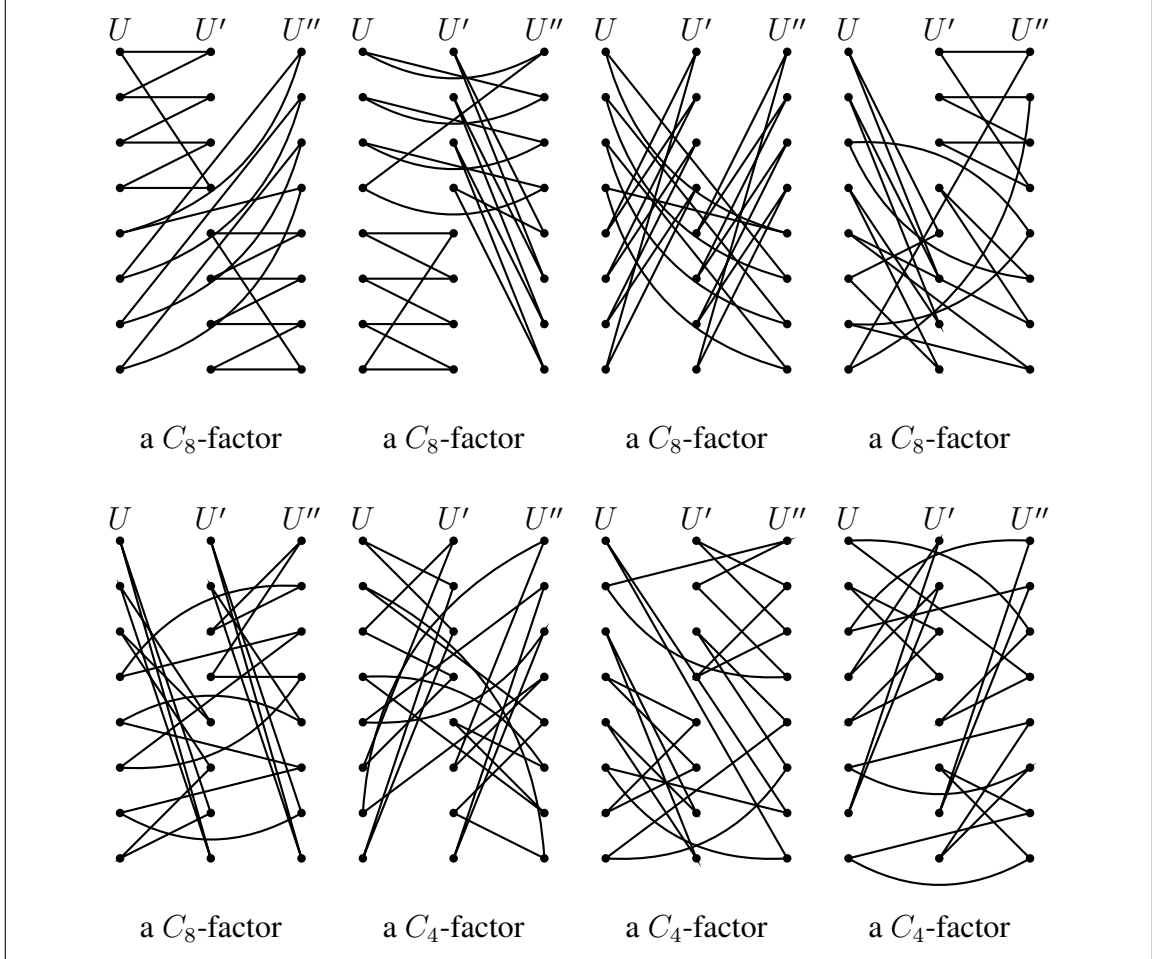 U U′ U″ U U′ U″ U U′ U″ U U′ U″
a C₈-factor a C₈-factor a C₈-factor a C₈-factor
U U′ U″ U U′ U″ U U′ U″ U U′ U″
a C₈-factor a C₄-factor a C₄-factor a C₄-factor